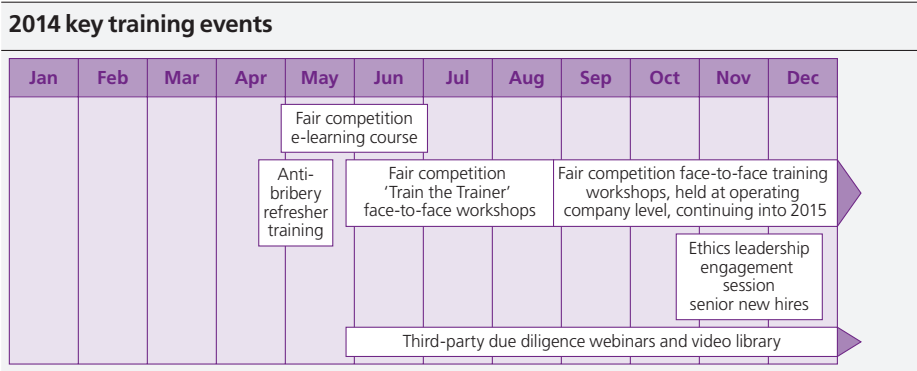 2014 key training events
Jan Feb Mar Apr May Jun Jul Aug Sep Oct Nov Dec
Fair competition
e-learning course
Anti-
bribery
refresher
training
Fair competition
'Train the Trainer'
face-to-face workshops
Fair competition face-to-face training
workshops, held at operating
company level, continuing into 2015
Ethics leadership
engagement
session
senior new hires
Third-party due diligence webinars and video library